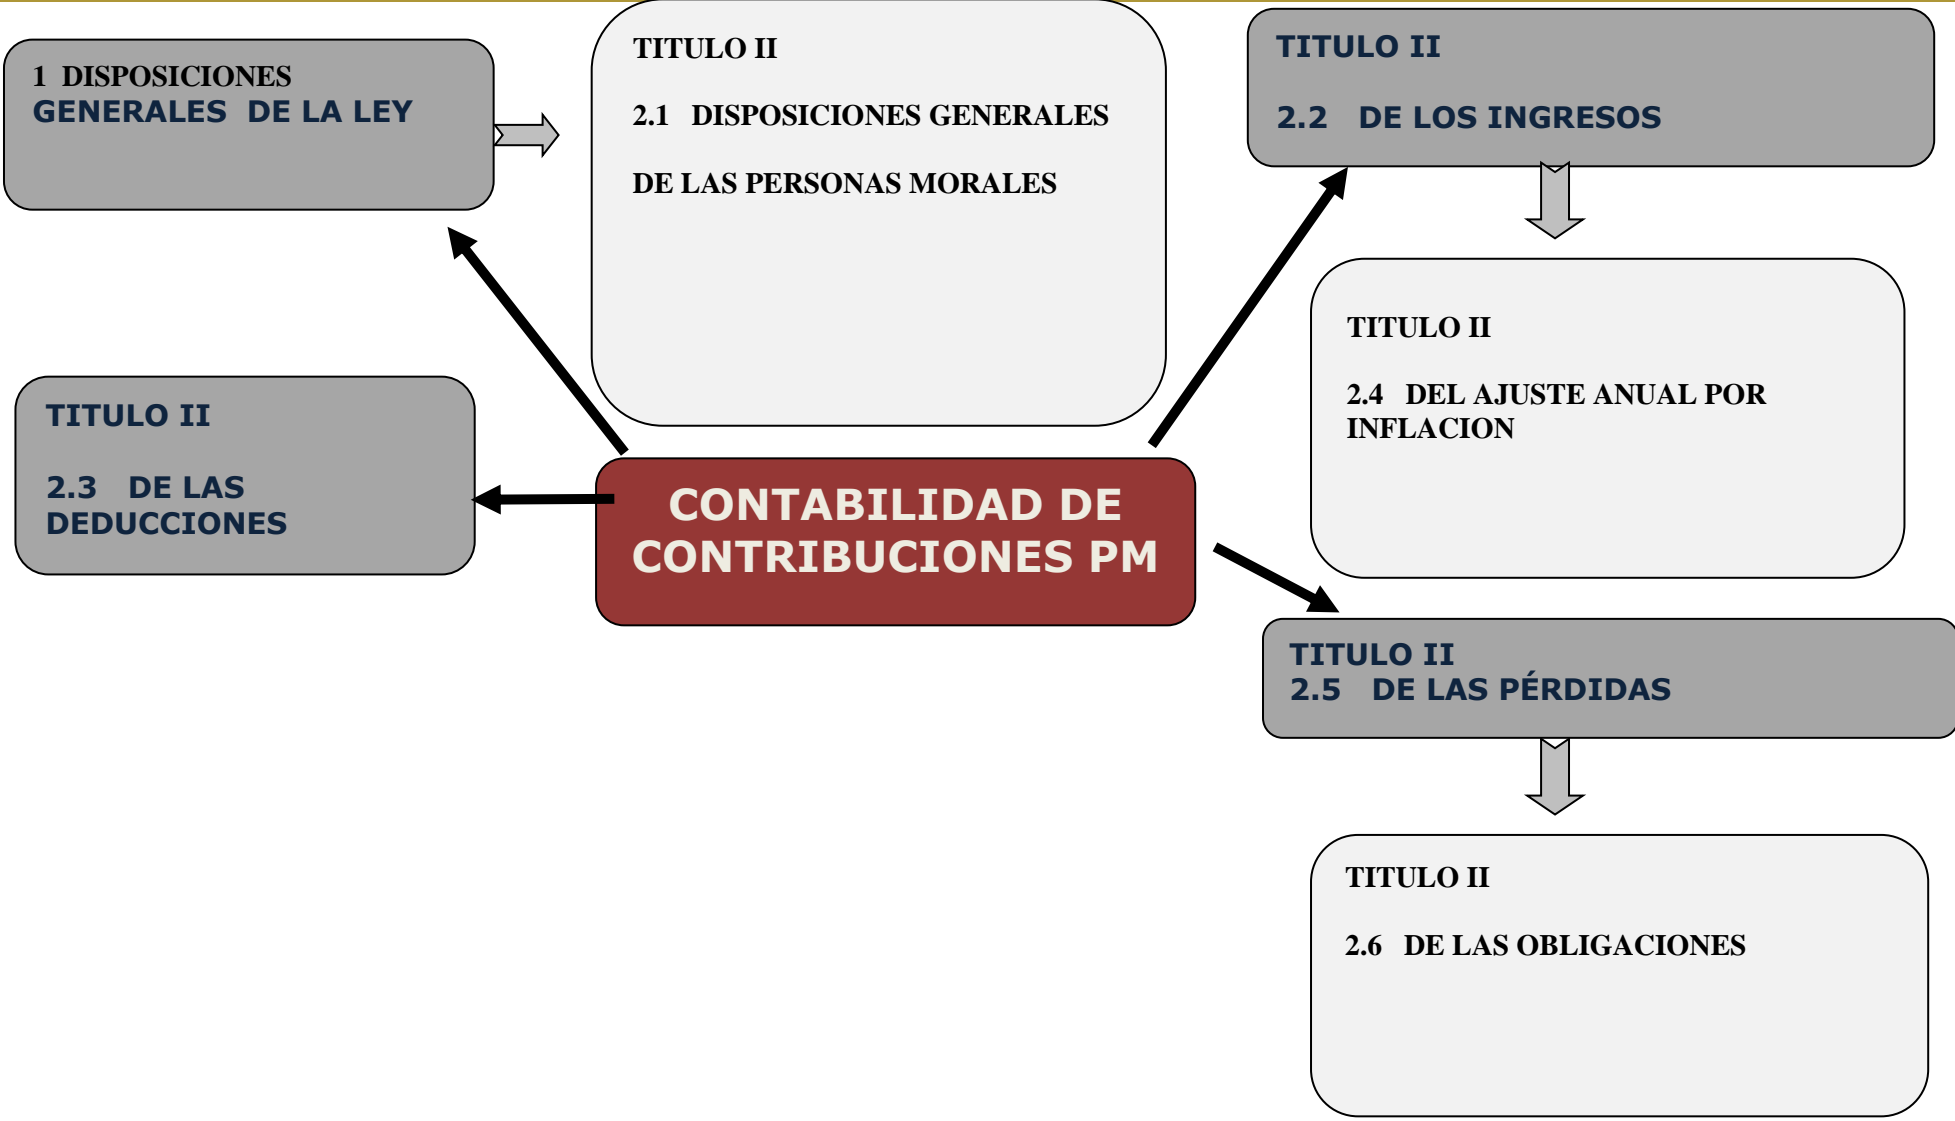 1 DISPOSICIONES
GENERALES DE LA LEY
TITULO II
2.1 DISPOSICIONES GENERALES
DE LAS PERSONAS MORALES
TITULO II
2.2 DE LOS INGRESOS
TITULO II
2.4 DEL AJUSTE ANUAL POR
INFLACION
TITULO II
2.3 DE LAS
DEDUCCIONES
CONTABILIDAD DE
CONTRIBUCIONES PM
TITULO II
2.5 DE LAS PÉRDIDAS
TITULO II
2.6 DE LAS OBLIGACIONES